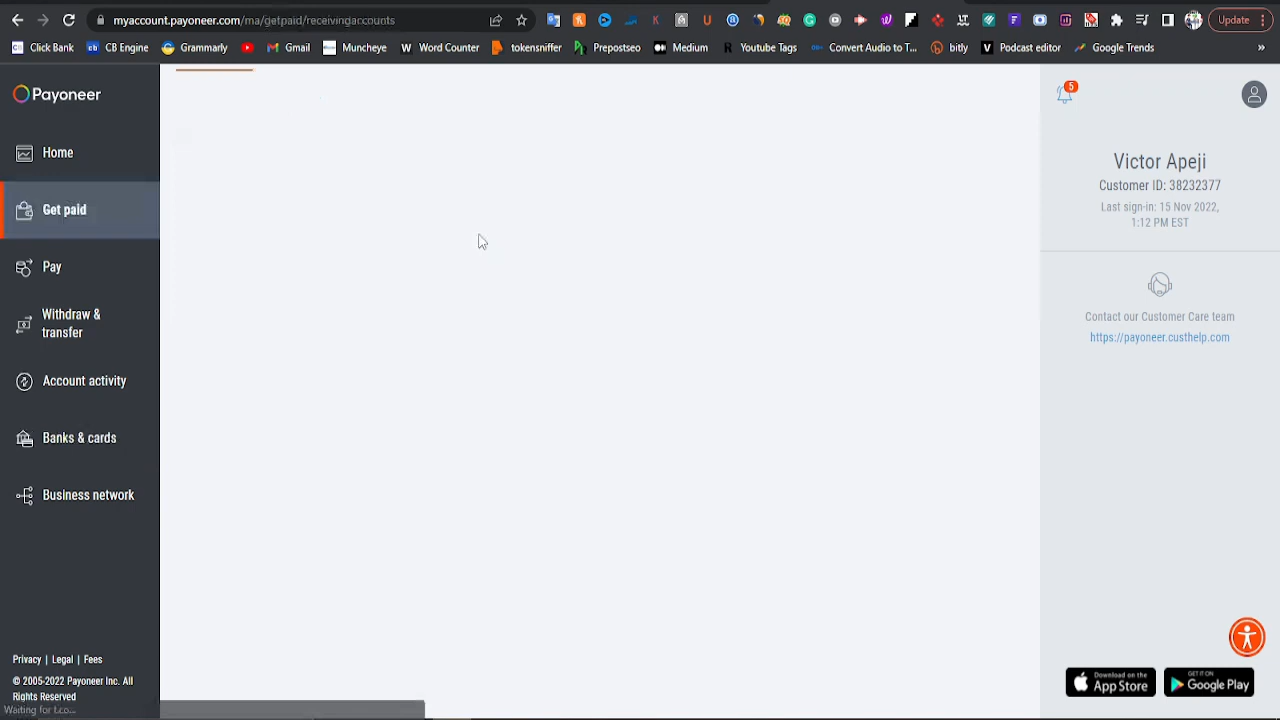 myaccount.payoneer.com/ma/getpaid/receivingaccounts
Update
Click Bank
CB Engine
Grammarly
Gmail
Muncheye
Word Counter
tokensniffer
Prepostseo
Medium
Youtube Tags
Convert Audio to T...
bitly
Podcast editor
Google Trends
»
Payoneer
Home
Get paid
Pay
Withdraw &
transfer
Account activity
Banks & cards
Business network
Privacy | Legal | Fees
© 2005-2022 Payoneer Inc. All
Rights Reserved
Waiting for t.co...
5
Victor Apeji
Customer ID: 38232377
Last sign-in: 15 Nov 2022,
1:12 PM EST
Contact our Customer Care team
https://payoneer.custhelp.com
Download on the
App Store
GET IT ON
Google Play